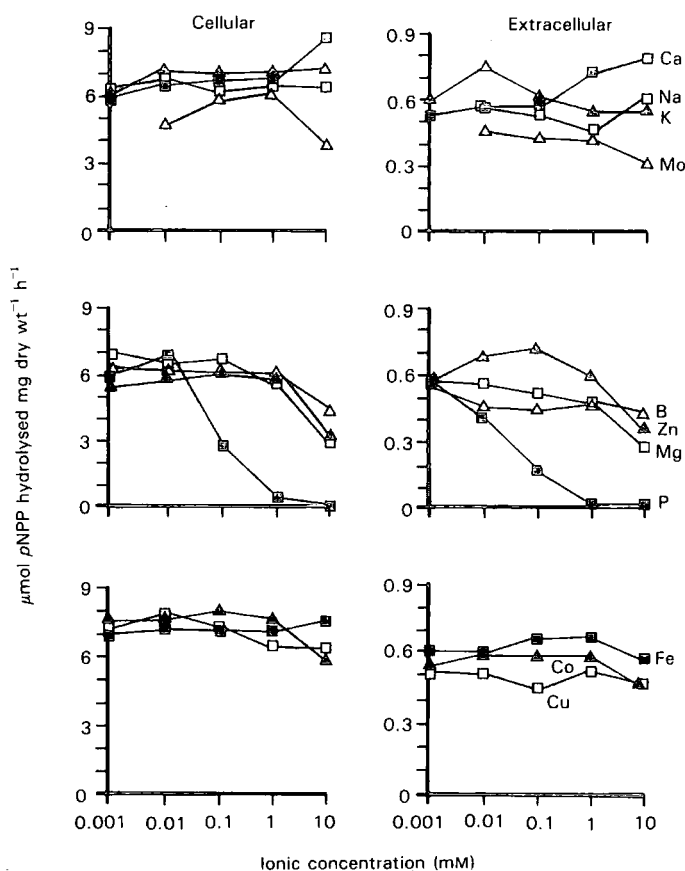 Cellular
Extracellular
9
6
3
0
0.9
0.6
0.3
0
Ca
Na
K
Mo
9
6
3
0
0.9
0.6
0.3
0
B
Zn
Mg
P
9
6
3
0
0.9
0.6
0.3
0
Fe
Co
Cu
0.001 0.01 0.1 1 10
0.001 0.01 0.1 1 10
Ionic concentration (mM)
μmol pNPP hydrolysed mg dry wt⁻¹ h⁻¹